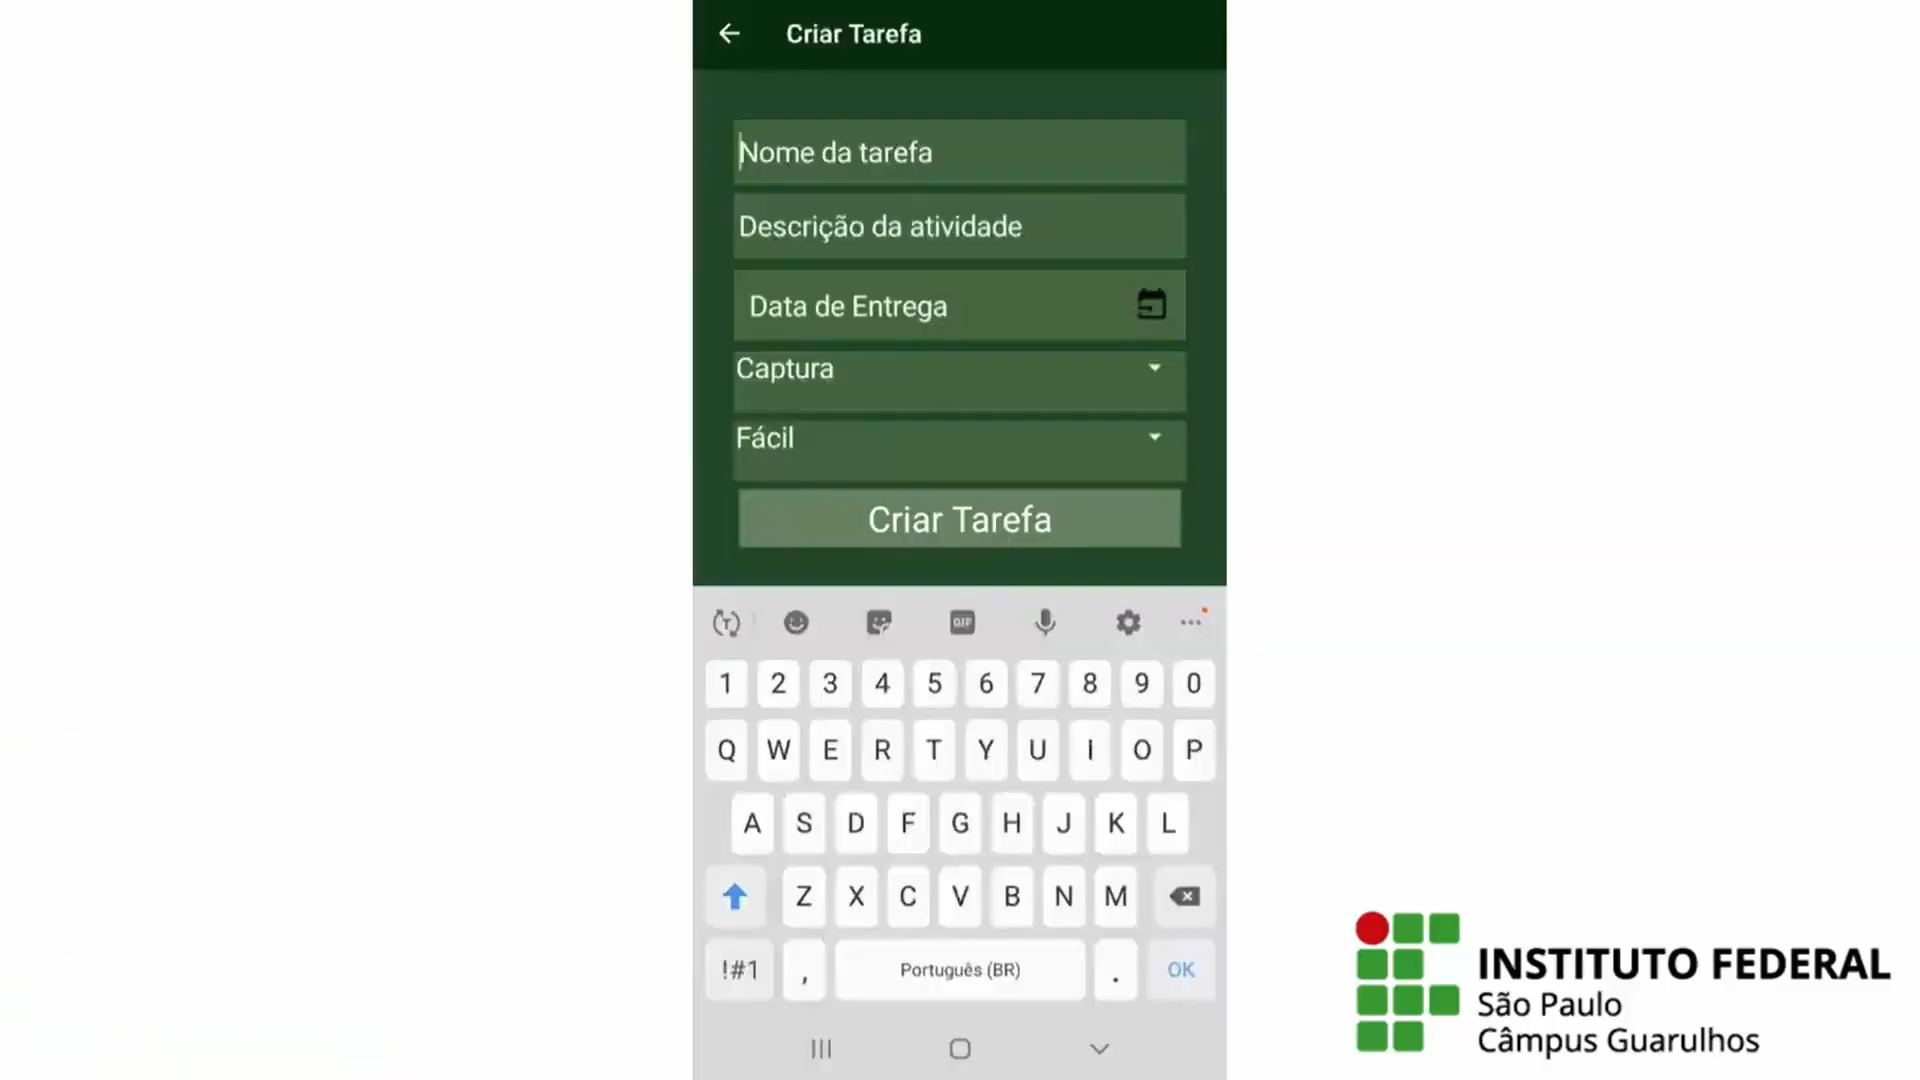 Criar Tarefa
Nome da tarefa
Descrição da atividade
Data de Entrega
Captura
Fácil
Criar Tarefa
T GIF
1 2 3 4 5 6 7 8 9 0
Q W E R T Y U I O P
A S D F G H J K L
Z X C V B N M
!#1 , Português (BR) . OK
INSTITUTO FEDERAL
São Paulo
Câmpus Guarulhos